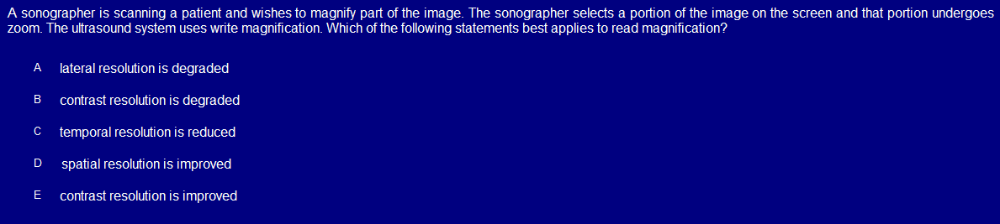 A sonographer is scanning a patient and wishes to magnify part of the image. The sonographer selects a portion of the image on the screen and that portion undergoes
zoom. The ultrasound system uses write magnification. Which of the following statements best applies to read magnification?
A lateral resolution is degraded
B contrast resolution is degraded
C temporal resolution is reduced
D spatial resolution is improved
E contrast resolution is improved